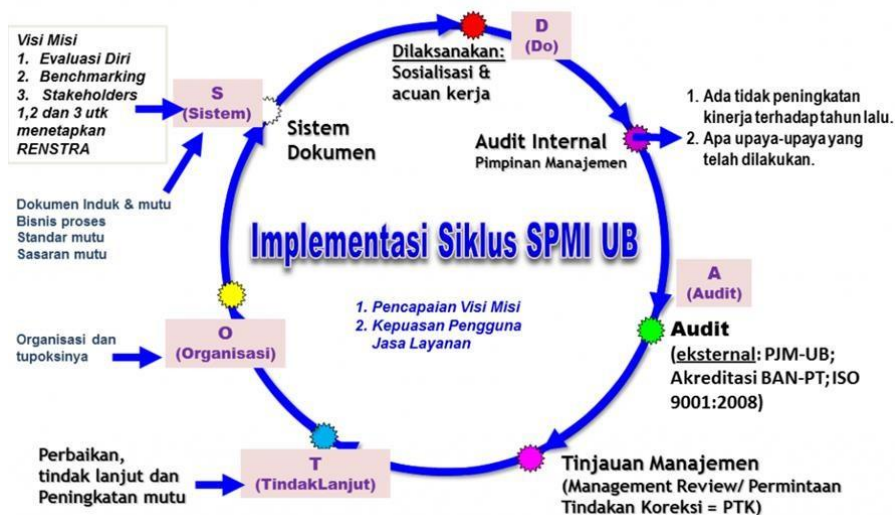 Visi Misi
1. Evaluasi Diri
2. Benchmarking
3. Stakeholders
1,2 dan 3 utk
menetapkan
RENSTRA
S
(Sistem)
Sistem
Dokumen
Dilaksanakan:
Sosialisasi &
acuan kerja
D
(Do)
Audit Internal
Pimpinan Manajemen
1. Ada tidak peningkatan
kinerja terhadap tahun lalu.
2. Apa upaya-upaya yang
telah dilakukan.
Dokumen Induk & mutu
Bisnis proses
Standar mutu
Sasaran mutu
Implementasi Siklus SPMI UB
1. Pencapaian Visi Misi
2. Kepuasan Pengguna
Jasa Layanan
A
(Audit)
Audit
(eksternal: PJM-UB;
Akreditasi BAN-PT; ISO
9001:2008)
Organisasi dan
tupoksinya
O
(Organisasi)
Perbaikan,
tindak lanjut dan
Peningkatan mutu
T
(TindakLanjut)
Tinjauan Manajemen
(Management Review/ Permintaan
Tindakan Koreksi = PTK)